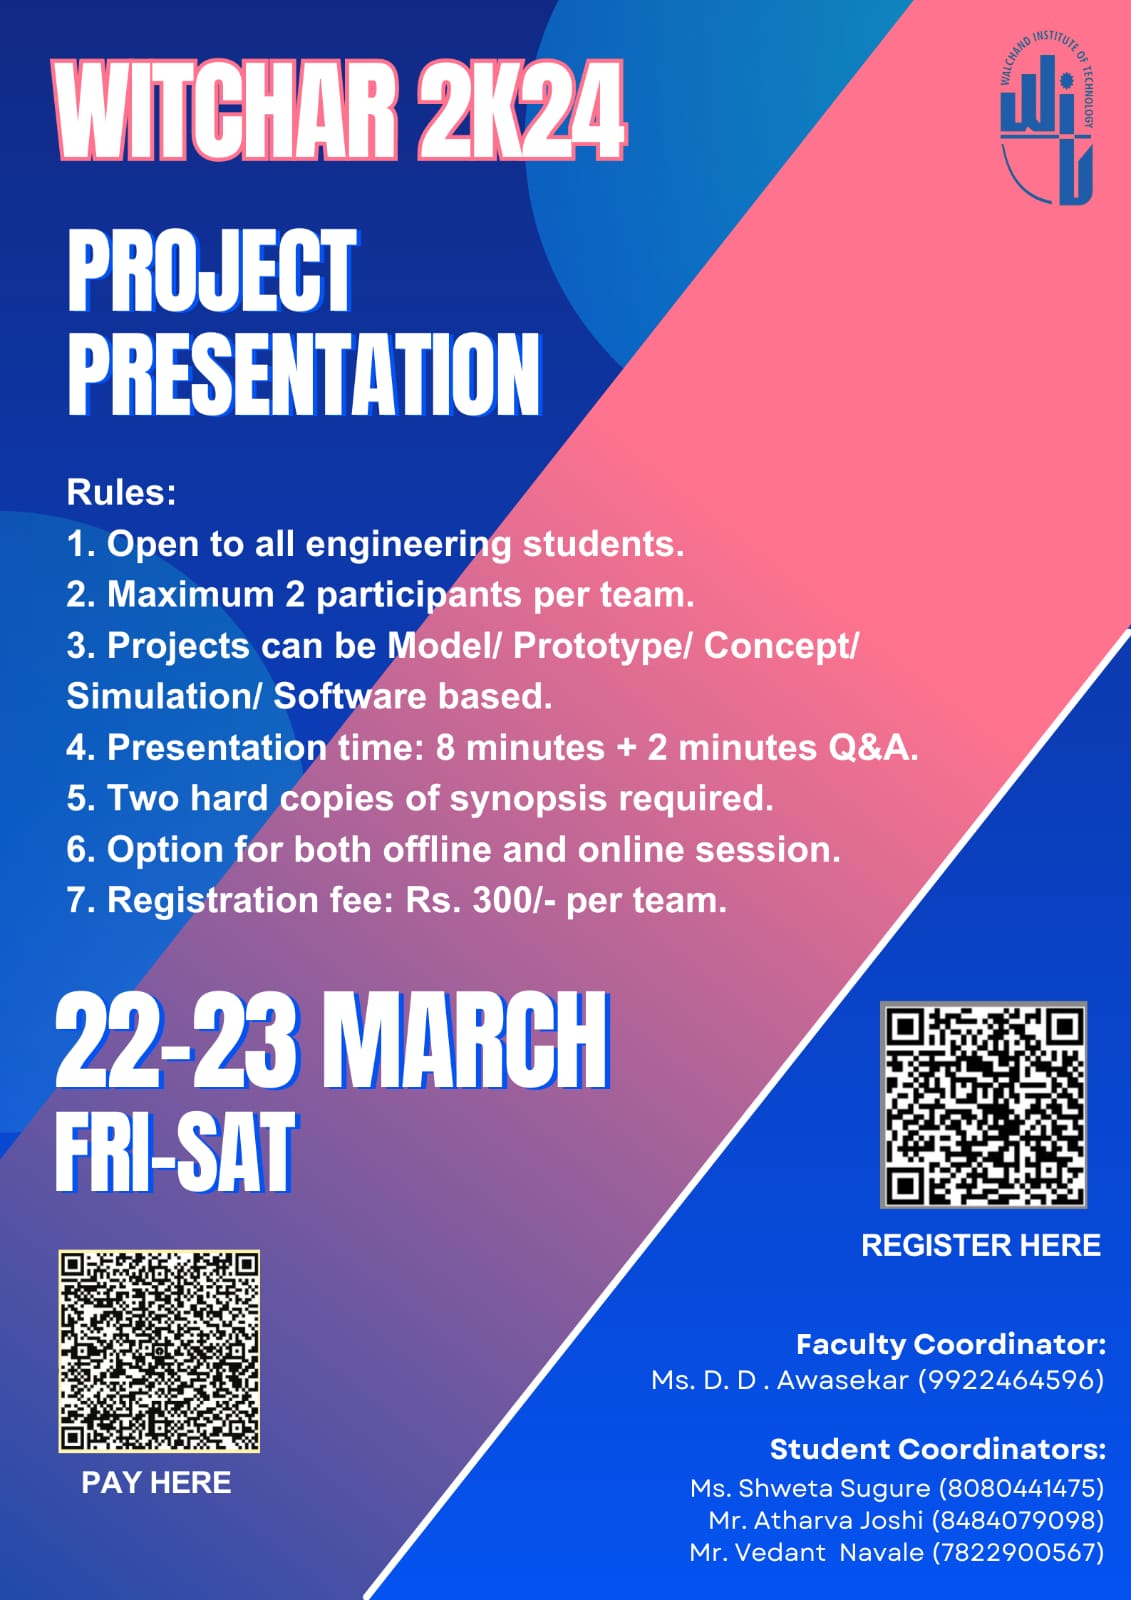 WITCHAR 2K24
WALCHAND INSTITUTE OF TECHNOLOGY
PROJECT
PRESENTATION
Rules:
1. Open to all engineering students.
2. Maximum 2 participants per team.
3. Projects can be Model/ Prototype/ Concept/
Simulation/ Software based.
4. Presentation time: 8 minutes + 2 minutes Q&A.
5. Two hard copies of synopsis required.
6. Option for both offline and online session.
7. Registration fee: Rs. 300/- per team.
22-23 MARCH
FRI-SAT
PAY HERE
REGISTER HERE
Faculty Coordinator:
Ms. D. D . Awasekar (9922464596)
Student Coordinators:
Ms. Shweta Sugure (8080441475)
Mr. Atharva Joshi (8484079098)
Mr. Vedant  Navale (7822900567)